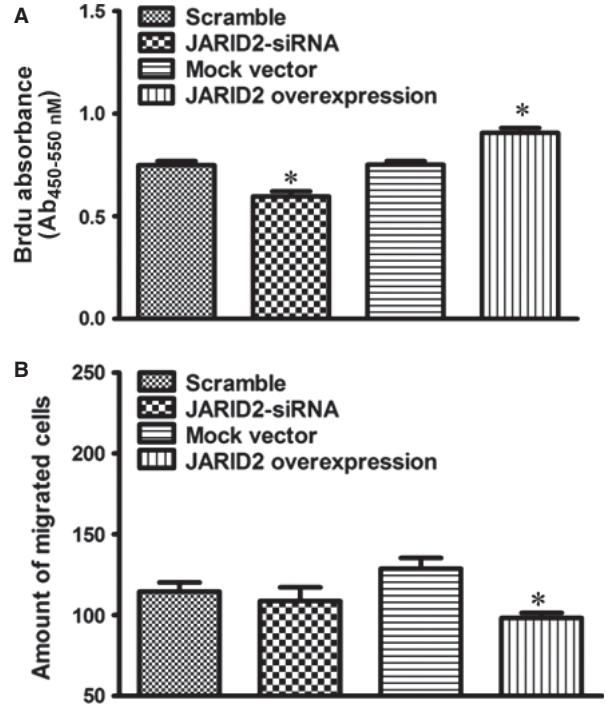 A
1.5
1.0
0.5
0.0
Brdu absorbance
(Ab450-550 nM)
Scramble
JARID2-siRNA
Mock vector
JARID2 overexpression
*
*
B
250
200
150
100
50
Amount of migrated cells
Scramble
JARID2-siRNA
Mock vector
JARID2 overexpression
*